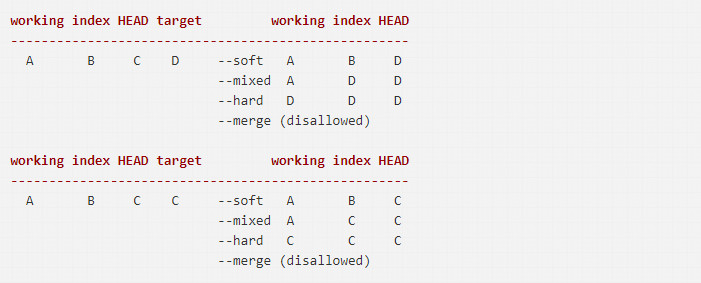 working index HEAD target         working index HEAD
----------------------------------------------------
  A       B     C    D     --soft   A       B     D
                           --mixed  A       D     D
                           --hard   D       D     D
                           --merge (disallowed)
working index HEAD target         working index HEAD
----------------------------------------------------
  A       B     C    C     --soft   A       B     C
                           --mixed  A       C     C
                           --hard   C       C     C
                           --merge (disallowed)